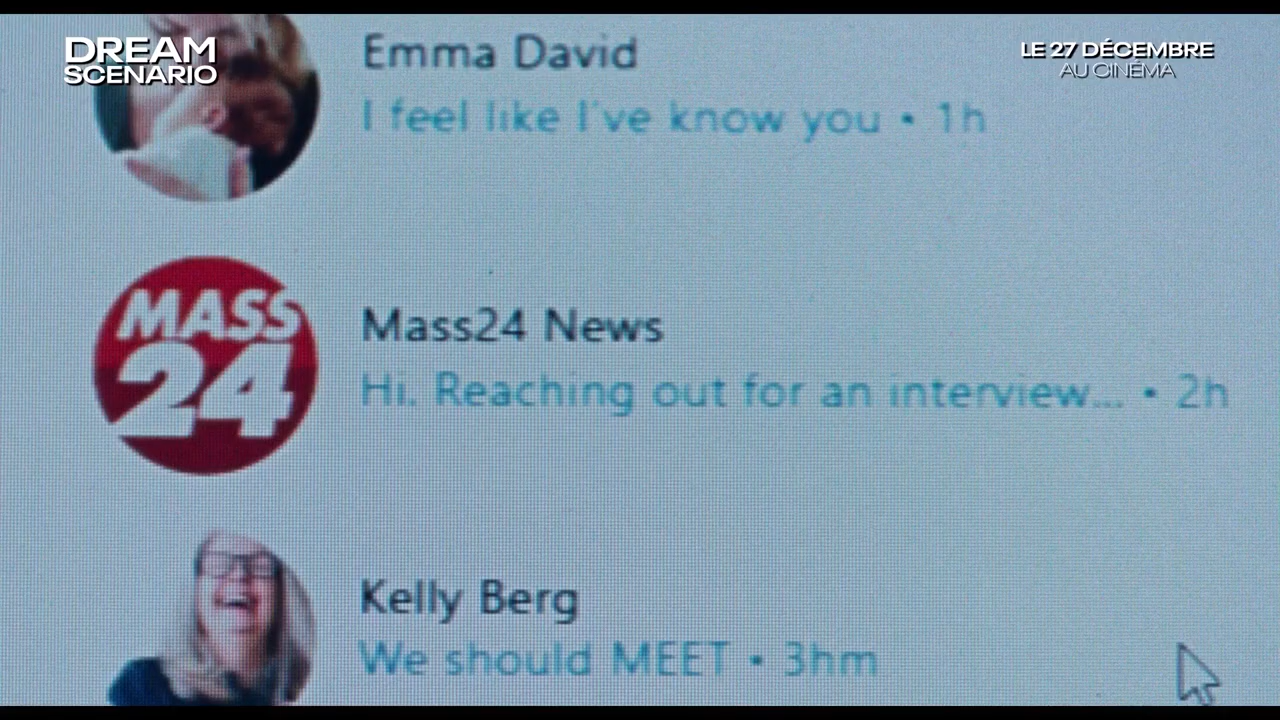 DREAM
SCENARIO
LE 27 DÉCEMBRE
AU CINÉMA
Emma David
I feel like I've know you • 1h
MASS
24
Mass24 News
Hi. Reaching out for an interview... • 2h
Kelly Berg
We should MEET • 3hm